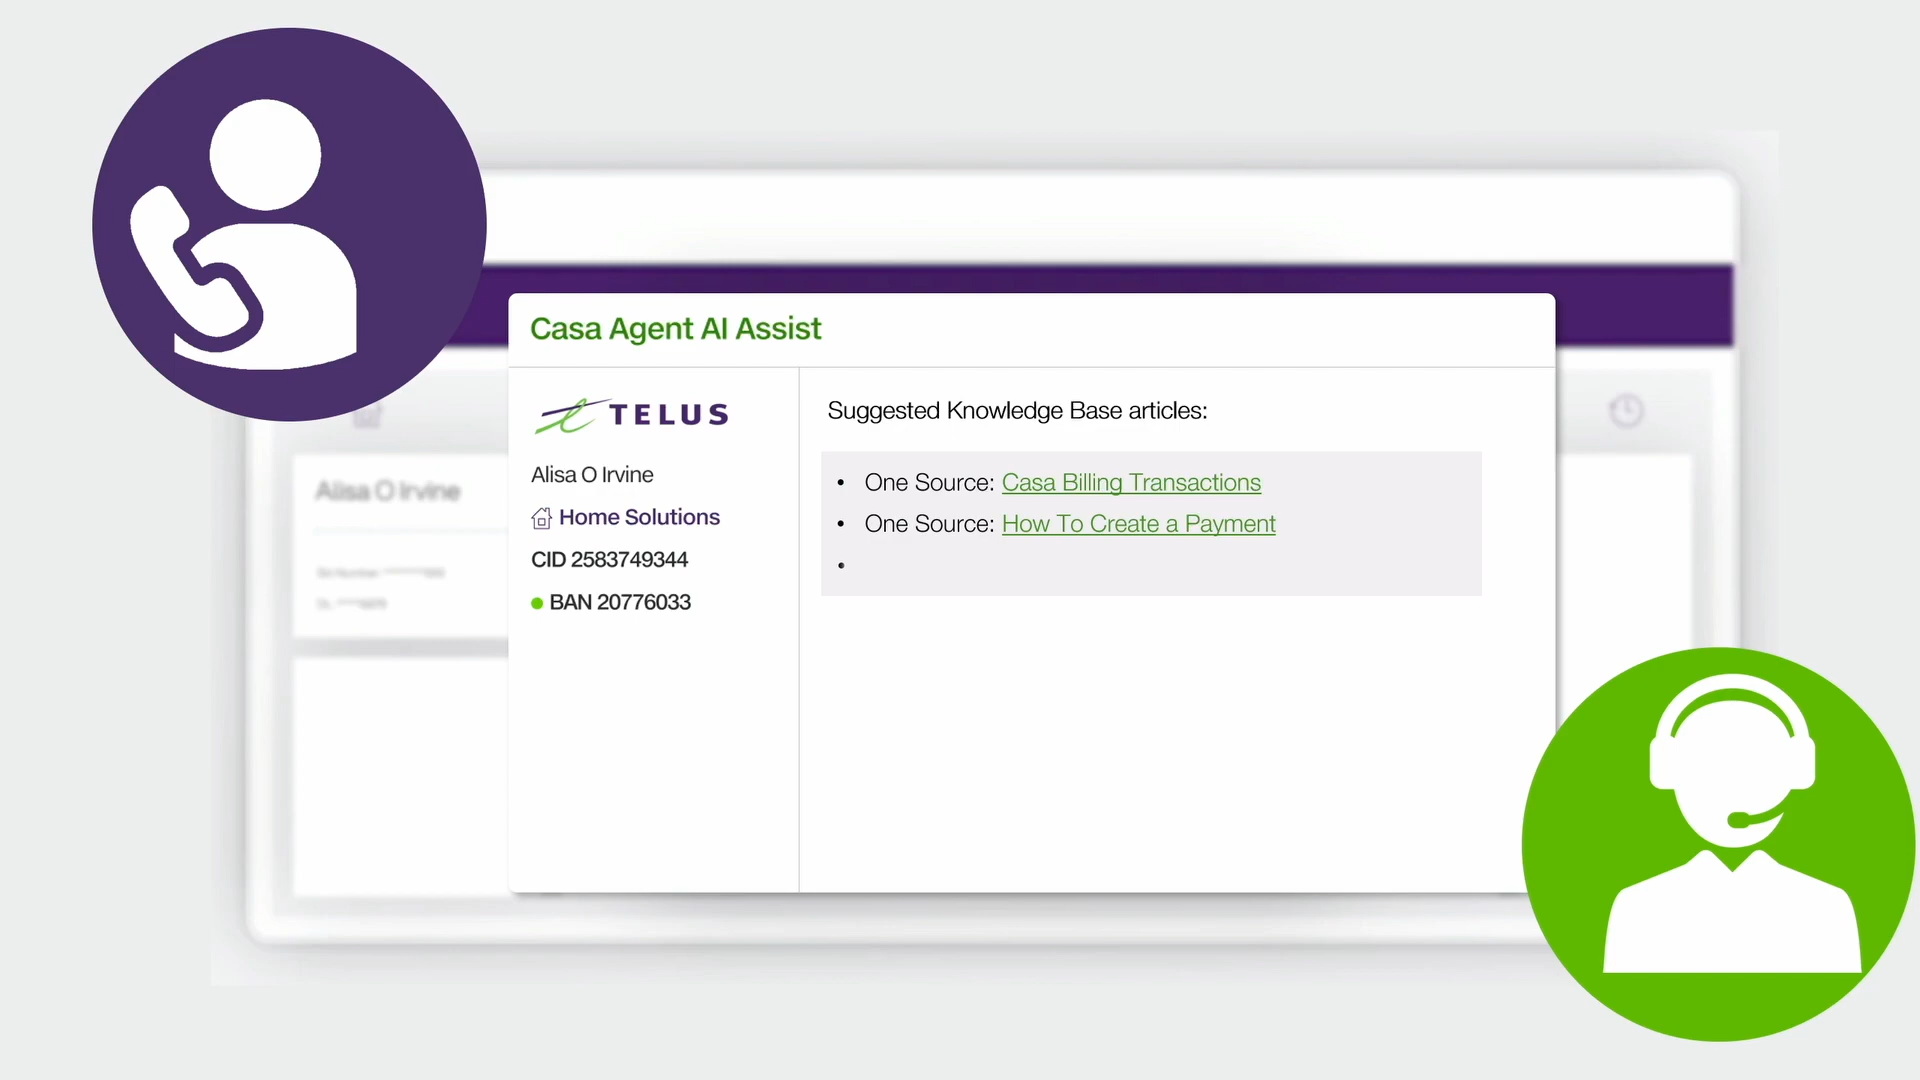 Casa Agent AI Assist
TELUS
Alisa O Irvine
Home Solutions
CID 2583749344
BAN 20776033
Suggested Knowledge Base articles:
• One Source: Casa Billing Transactions
• One Source: How To Create a Payment
•
Alisa O Irvine